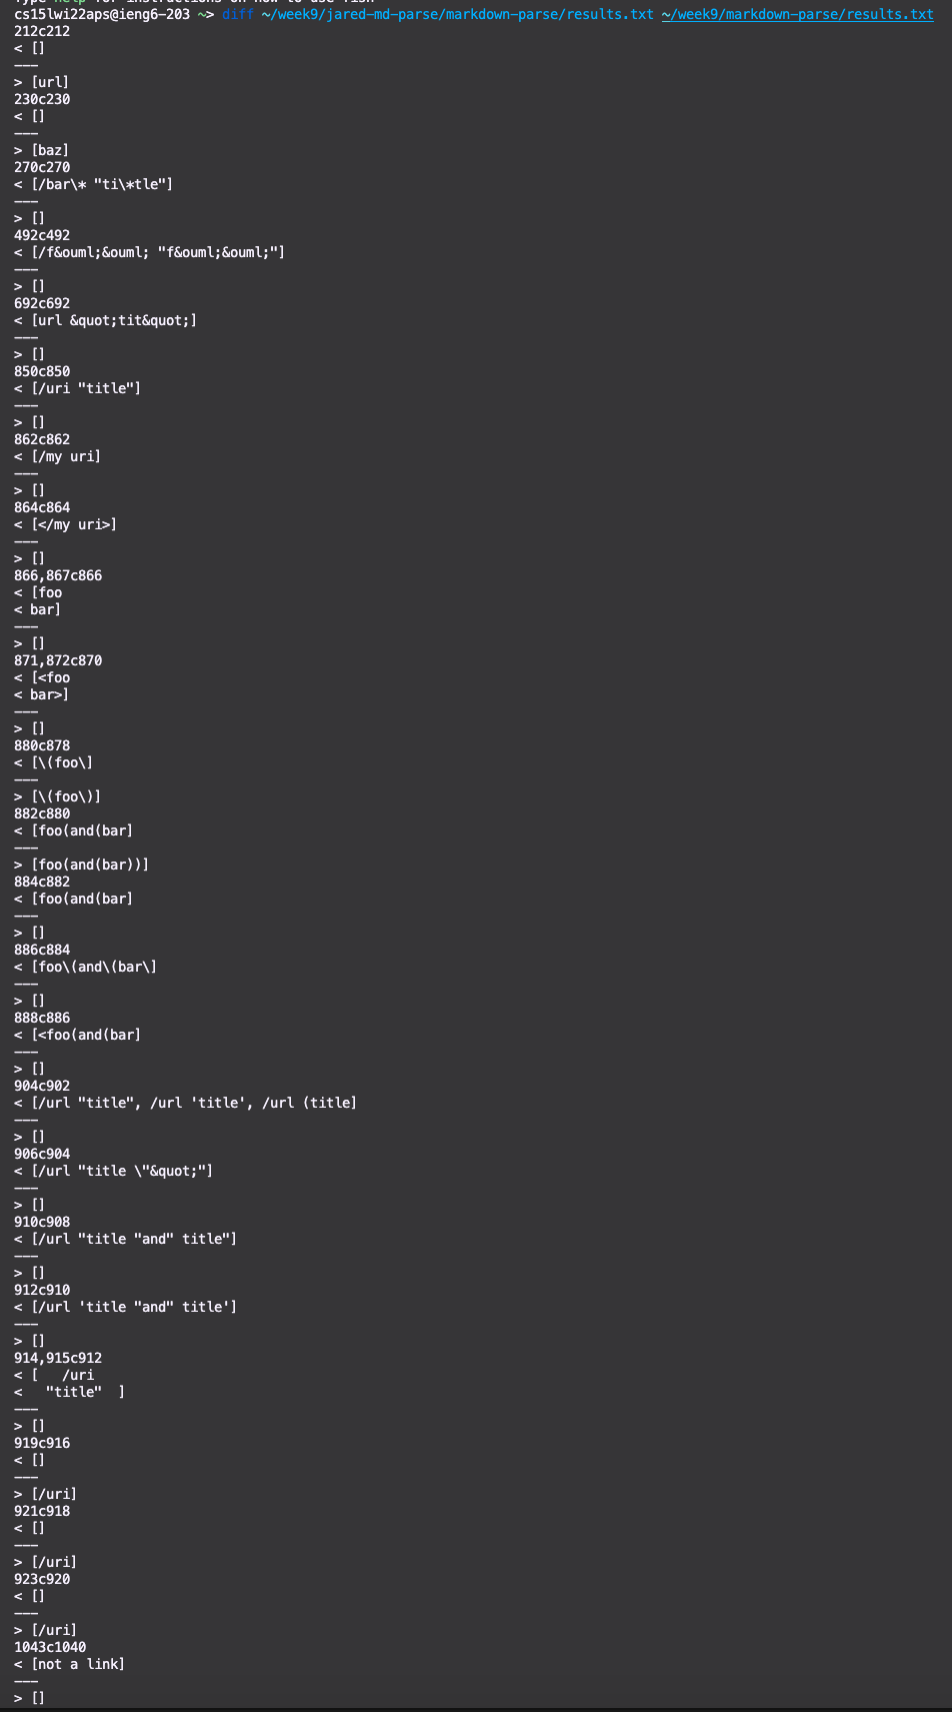 Type help for instructions on how to use fish
cs15lwi22aps@ieng6-203 ~> diff ~/week9/jared-md-parse/markdown-parse/results.txt ~/week9/markdown-parse/results.txt
212c212
< []
---
> [url]
230c230
< []
---
> [baz]
270c270
< [/bar\* "ti\*tle"]
---
> []
492c492
< [/f&ouml;&ouml; "f&ouml;&ouml;"]
---
> []
692c692
< [url &quot;tit&quot;]
---
> []
850c850
< [/uri "title"]
---
> []
862c862
< [/my uri]
---
> []
864c864
< [</my uri>]
---
> []
866,867c866
< [foo
< bar]
---
> []
871,872c870
< [<foo
< bar>]
---
> []
880c878
< [\(foo\]
---
> [\(foo\)]
882c880
< [foo(and(bar]
---
> [foo(and(bar))]
884c882
< [foo(and(bar]
---
> []
886c884
< [foo\(and\(bar\]
---
> []
888c886
< [<foo(and(bar]
---
> []
904c902
< [/url "title", /url 'title', /url (title]
---
> []
906c904
< [/url "title \"&quot;"]
---
> []
910c908
< [/url "title "and" title"]
---
> []
912c910
< [/url 'title "and" title']
---
> []
914,915c912
< [   /uri
<   "title"  ]
---
> []
919c916
< []
---
> [/uri]
921c918
< []
---
> [/uri]
923c920
< []
---
> [/uri]
1043c1040
< [not a link]
---
> []